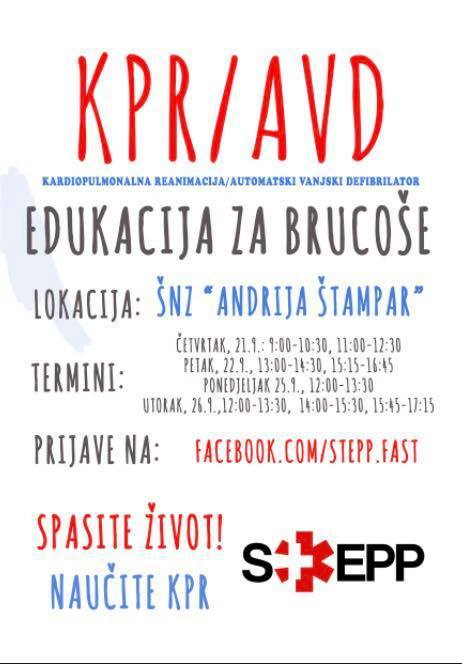 KPR/AVD
KARDIOPULMONALNA REANIMACIJA/AUTOMATSKI VANJSKI DEFIBRILATOR
EDUKACIJA ZA BRUCOŠE
LOKACIJA: ŠNZ “ANDRIJA ŠTAMPAR”
TERMINI:
ČETVRTAK, 21.9.: 9:00-10:30, 11:00-12:30
PETAK, 22.9., 13:00-14:30, 15:15-16:45
PONEDJELJAK 25.9., 12:00-13:30
UTORAK, 26.9.,12:00-13:30, 14:00-15:30, 15:45-17:15
PRIJAVE NA: FACEBOOK.COM/STEPP.FAST
SPASITE ŽIVOT!
NAUČITE KPR
STEPP